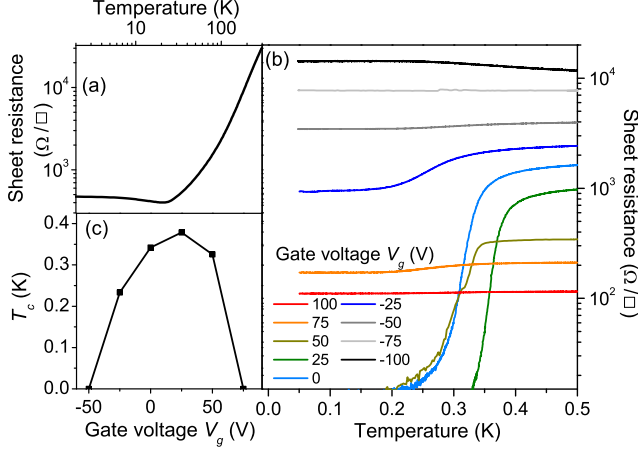 Temperature (K)
10 100
(a)
Sheet resistance
(Ω/□)
10⁴
10³
(b)
10⁴
10³
10²
Sheet resistance
(Ω/□)
(c)
0.4
0.3
0.2
0.1
0.0
T_c (K)
-50 0 50
Gate voltage V_g (V)
Gate voltage V_g (V)
100 -25
75 -50
50 -75
25 -100
0
0.0 0.1 0.2 0.3 0.4 0.5
Temperature (K)